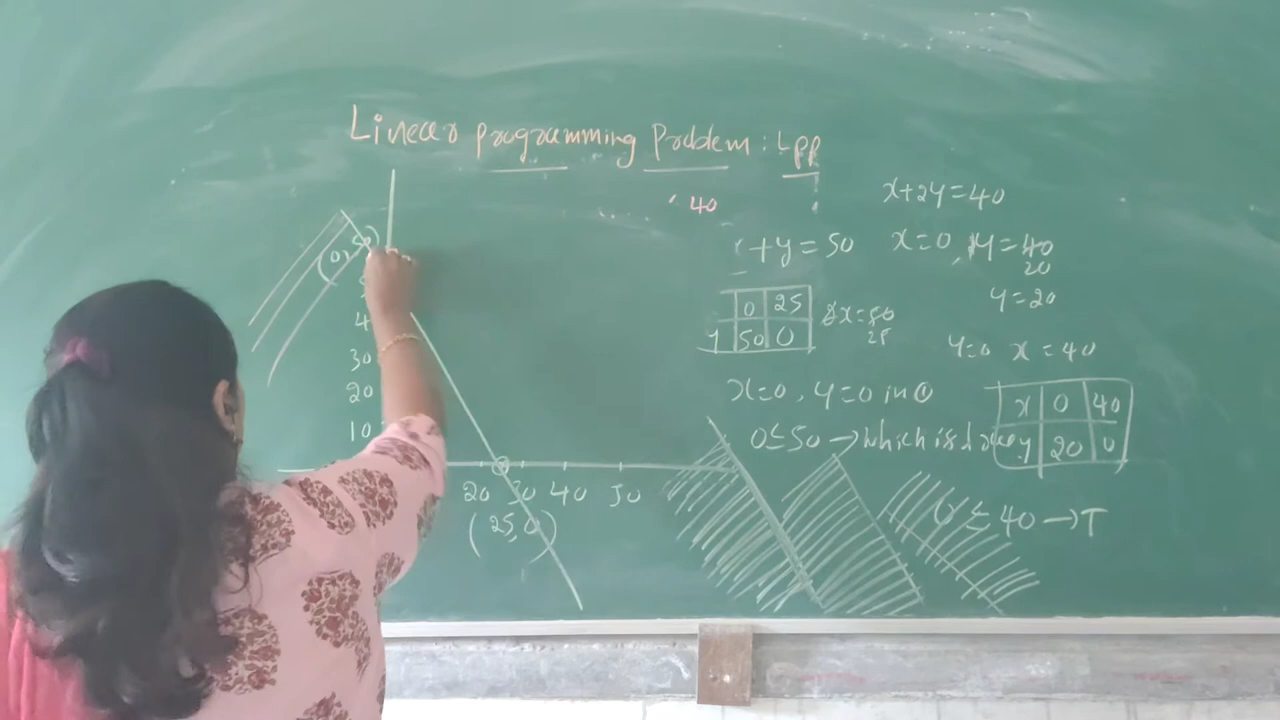 Linear programming Problem: Lpp
40
x+2y=40
+y=50 x=0, y=40
20
0 25 x=50
25
y=20
y 50 0
y=0 x=40
x=0, y=0 in ①
x 0 40
y 20 0
0≤50 → which is
0 ≤ 40 → T
(0, 50)
4
30
20
10
20 30 40 50
(25, 0)